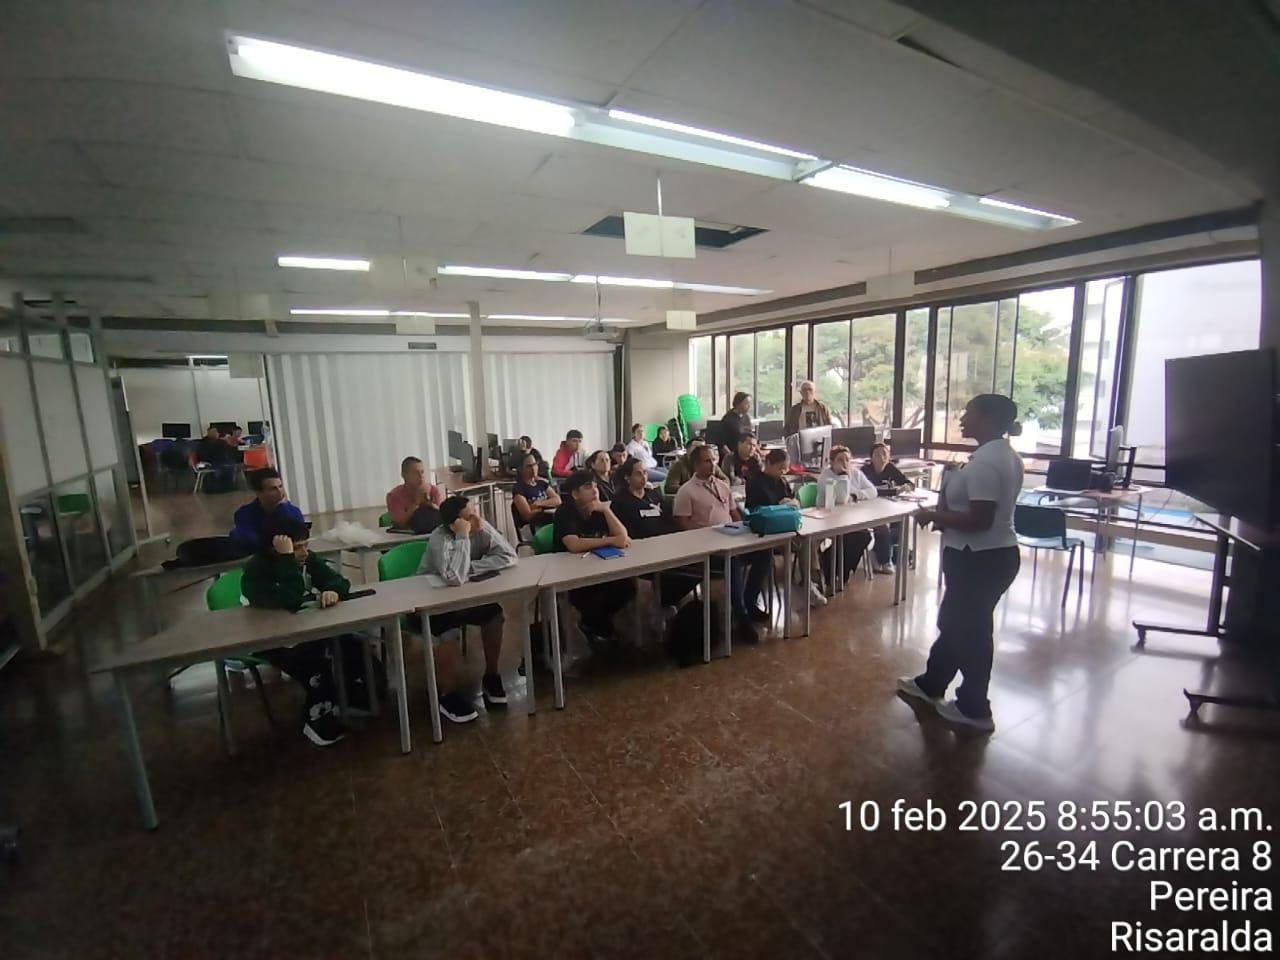 10 feb 2025 8:55:03 a.m.
26-34 Carrera 8
Pereira
Risaralda